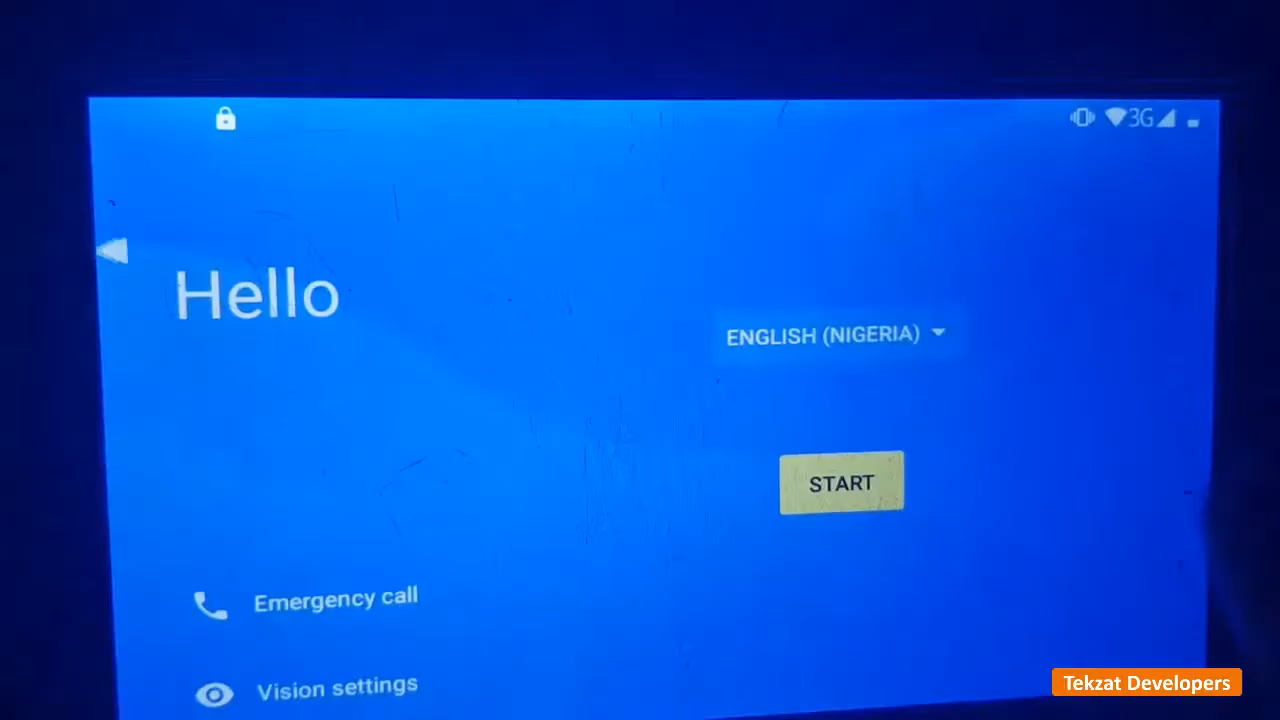 3G
Hello
ENGLISH (NIGERIA)
START
Emergency call
Vision settings
Tekzat Developers